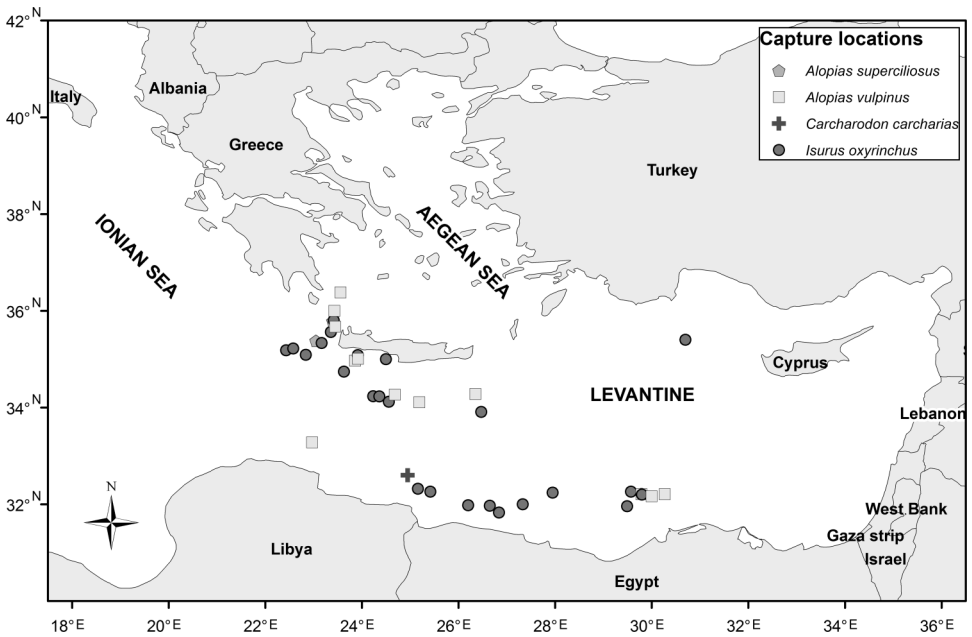 42°N
40°N
38°N
36°N
34°N
32°N
Capture locations
Alopias superciliosus
Alopias vulpinus
Carcharodon carcharias
Isurus oxyrinchus
Italy
Albania
Greece
Turkey
IONIAN SEA
AEGEAN SEA
Cyprus
LEVANTINE
Lebanon
N
West Bank
Gaza strip
Israel
Libya
Egypt
18°E 20°E 22°E 24°E 26°E 28°E 30°E 32°E 34°E 36°E